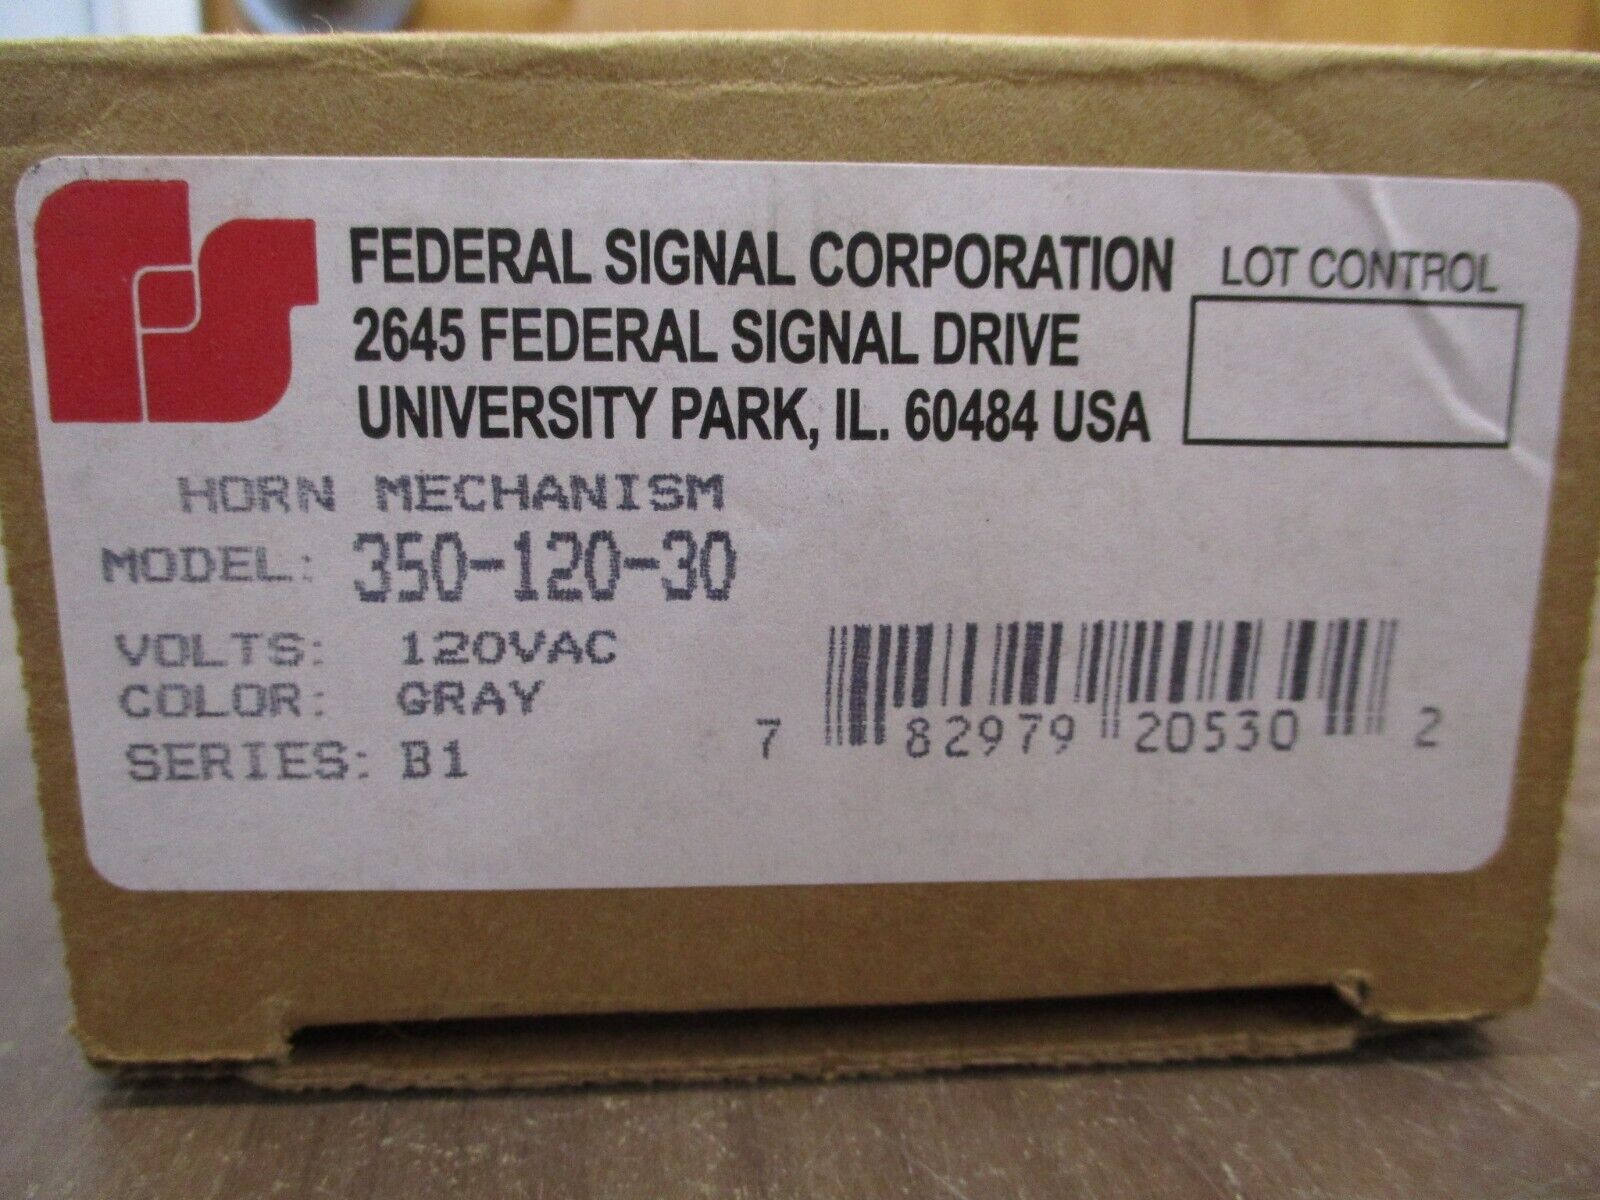 FEDERAL SIGNAL CORPORATION
2645 FEDERAL SIGNAL DRIVE
UNIVERSITY PARK, IL. 60484 USA
LOT CONTROL
HORN MECHANISM
MODEL: 350-120-30
VOLTS: 120VAC
COLOR: GRAY
SERIES: B1
7 82979 20530 2